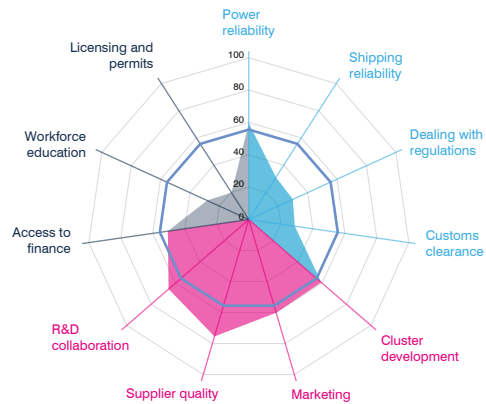 Power
reliability
Licensing and
permits
100
Shipping
reliability
80
60
Workforce
education
Dealing with
regulations
40
20
0
Access to
finance
Customs
clearance
R&D
collaboration
Cluster
development
Supplier quality
Marketing